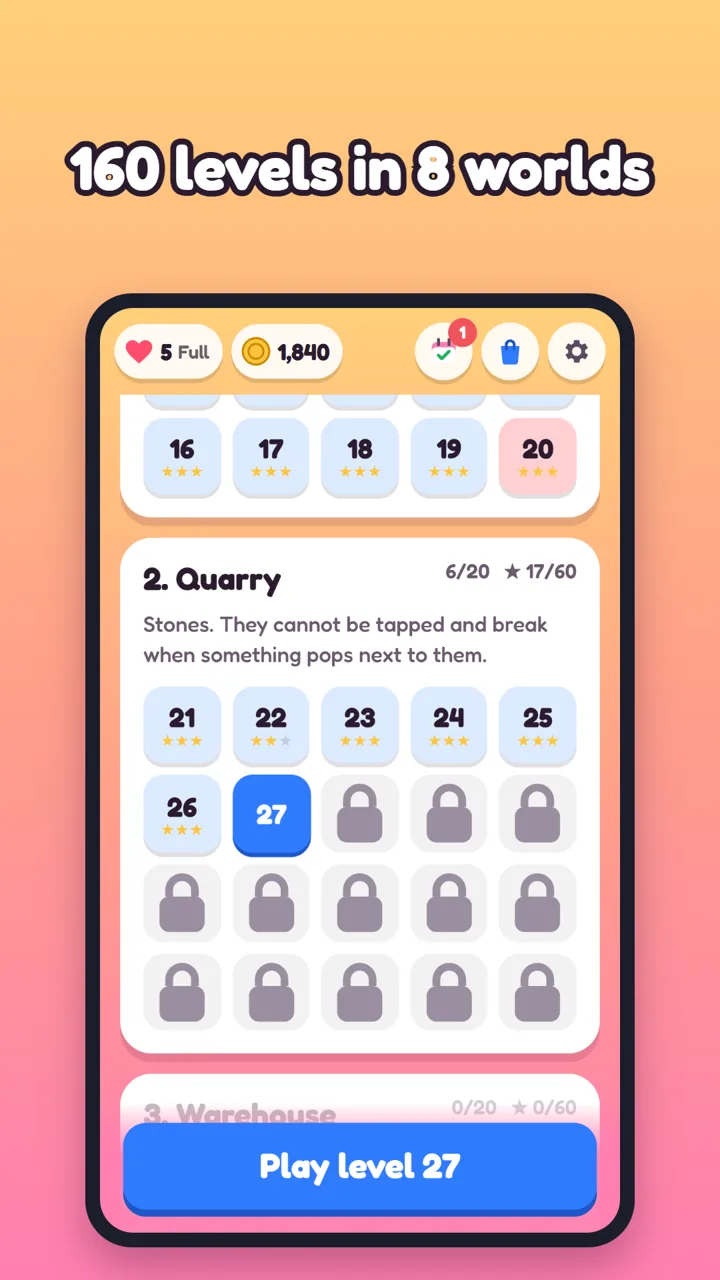 160 levels in 8 worlds
5 Full
1,840
1
16 17 18 19 20
★★★ ★★★ ★★★ ★★★ ★★★
2. Quarry
6/20 ★ 17/60
Stones. They cannot be tapped and break
when something pops next to them.
21 22 23 24 25
★★★ ★★★ ★★★ ★★★ ★★★
26 27
★★★
3. Warehouse
0/20 ★ 0/60
Play level 27